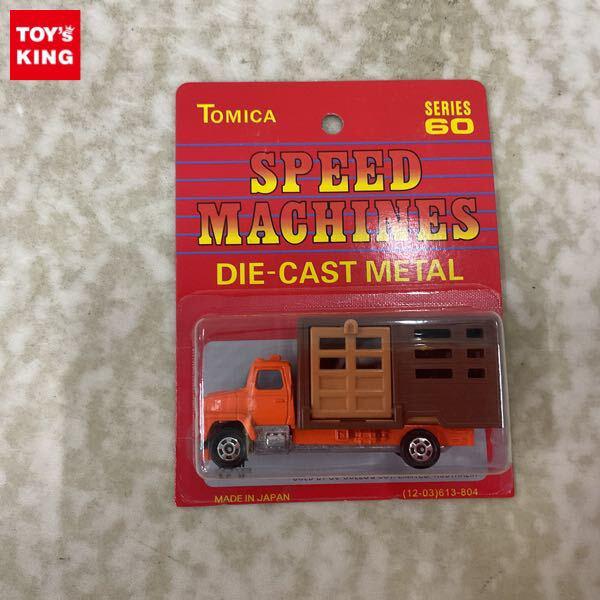 TOY's
KING
TOMICA
SERIES
60
SPEED
MACHINES
DIE-CAST METAL
MADE IN JAPAN
(12-03)613-804